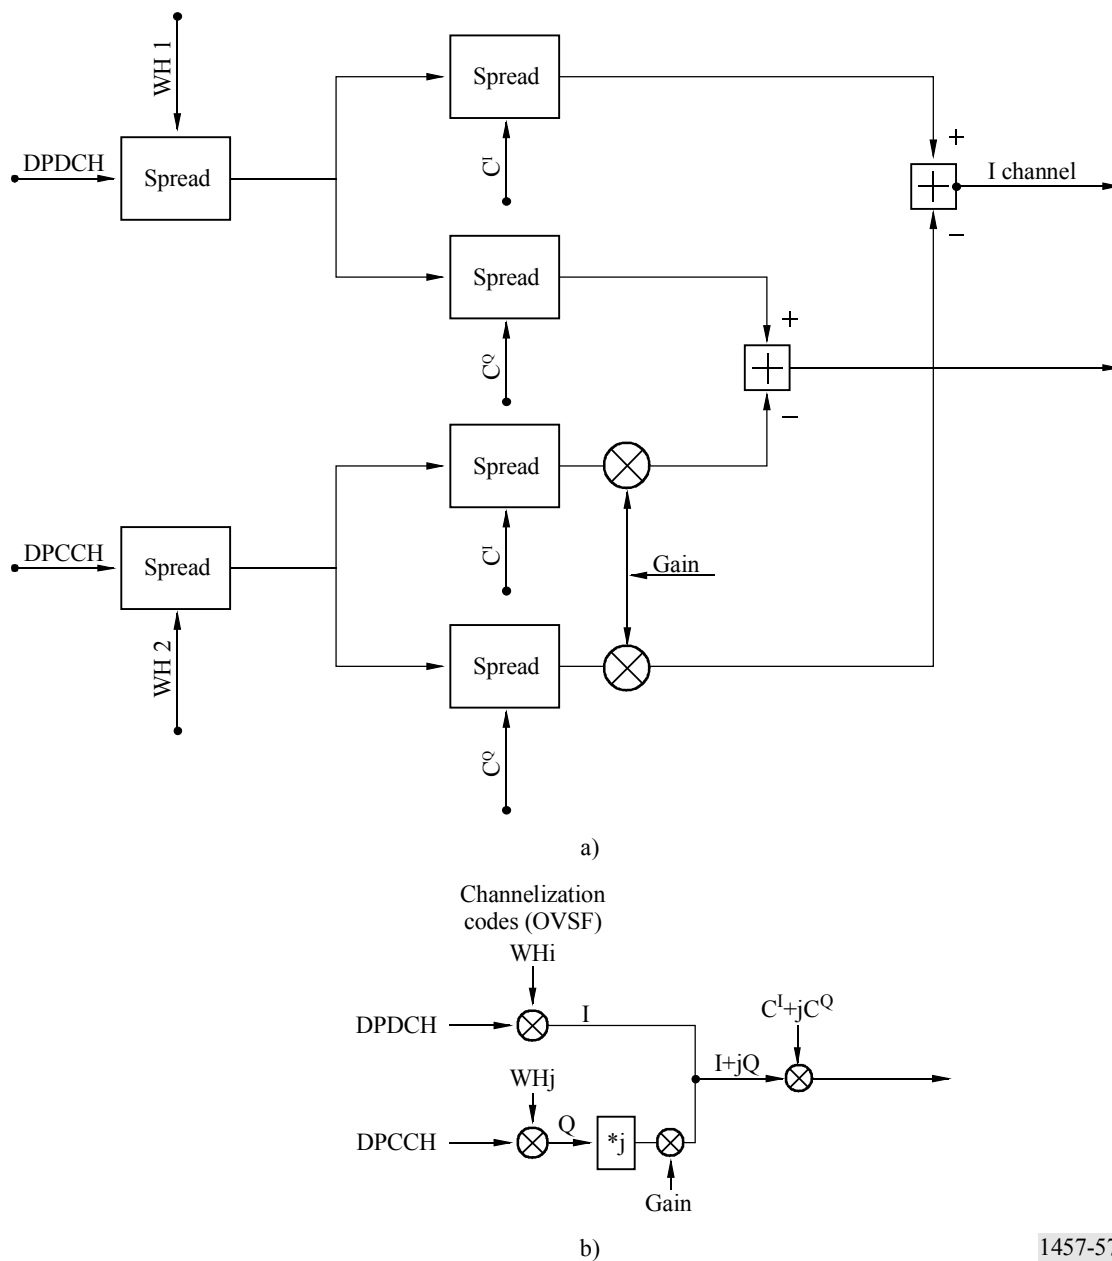 WH 1
Spread
DPDCH
Spread
C^I
+
I channel
−
Spread
C^Q
+
−
Spread
C^I
DPCCH
Spread
Gain
WH 2
Spread
C^Q
a)
Channelization
codes (OVSF)
WHi
DPDCH
I
C^I+jC^Q
I+jQ
WHj
DPCCH
Q
*j
Gain
b)
1457-57